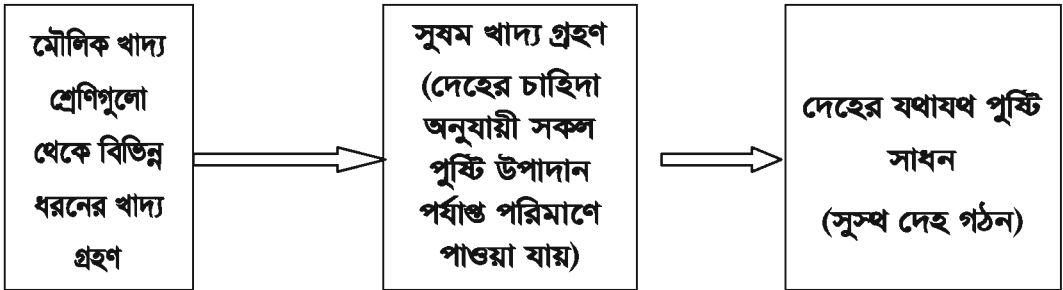 মৌলিক খাদ্য
শ্রেণিগুলো
থেকে বিভিন্ন
ধরনের খাদ্য
গ্রহণ
সুষম খাদ্য গ্রহণ
(দেহের চাহিদা
অনুযায়ী সকল
পুষ্টি উপাদান
পর্যাপ্ত পরিমাণে
পাওয়া যায়)
দেহের যথাযথ পুষ্টি
সাধন
(সুস্থ দেহ গঠন)